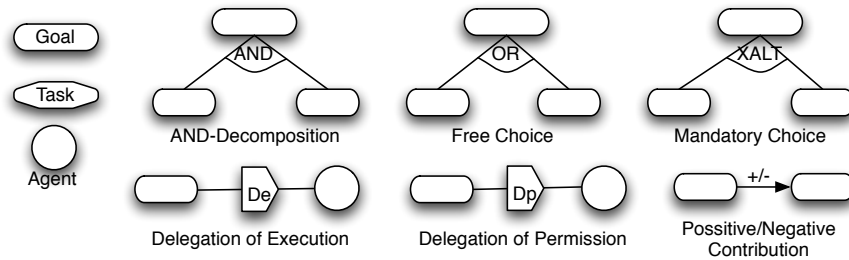 Goal
Task
Agent
AND
AND-Decomposition
OR
Free Choice
XALT
Mandatory Choice
De
Delegation of Execution
Dp
Delegation of Permission
+/-
Possitive/Negative
Contribution